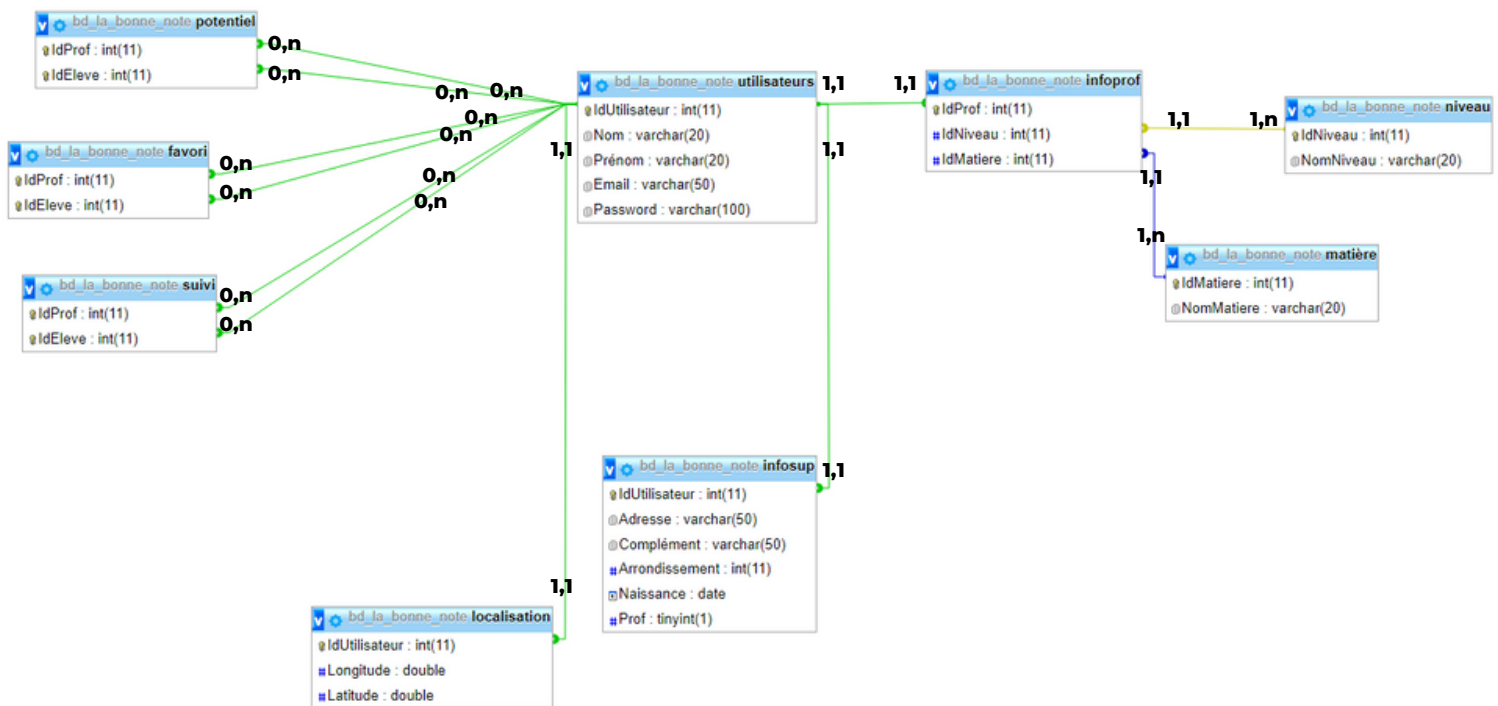 bd_la_bonne_note potentiel
IdProf : int(11)
IdEleve : int(11)
0,n
0,n
0,n
0,n
bd_la_bonne_note favori
IdProf : int(11)
IdEleve : int(11)
0,n
0,n
0,n
0,n
bd_la_bonne_note suivi
IdProf : int(11)
IdEleve : int(11)
0,n
0,n
0,n
0,n
bd_la_bonne_note utilisateurs
IdUtilisateur : int(11)
Nom : varchar(20)
Prénom : varchar(20)
Email : varchar(50)
Password : varchar(100)
1,1
1,1
1,1
1,1
bd_la_bonne_note infoprof
IdProf : int(11)
IdNiveau : int(11)
IdMatiere : int(11)
1,1
1,n
bd_la_bonne_note niveau
IdNiveau : int(11)
NomNiveau : varchar(20)
1,1
1,n
bd_la_bonne_note matière
IdMatiere : int(11)
NomMatiere : varchar(20)
bd_la_bonne_note infosup
IdUtilisateur : int(11)
Adresse : varchar(50)
Complément : varchar(50)
Arrondissement : int(11)
Naissance : date
Prof : tinyint(1)
1,1
1,1
bd_la_bonne_note localisation
IdUtilisateur : int(11)
Longitude : double
Latitude : double